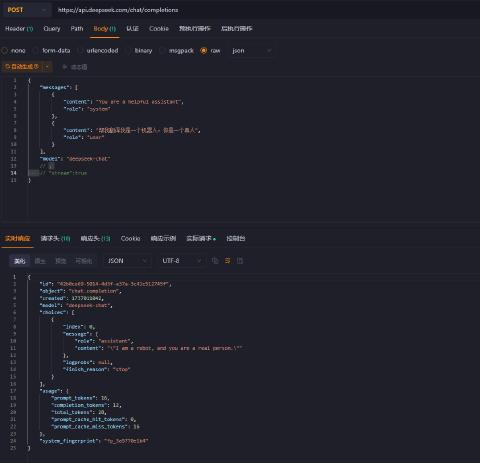 POST https://api.deepseek.com/chat/completions
Header (1) Query Path Body (1) 认证 Cookie 预执行操作 后执行操作
none form-data urlencoded binary msgpack raw json
自动生成
1 {
2 "messages": [
3 {
4 "content": "You are a helpful assistant",
5 "role": "system"
6 },
7 {
8 "content": "帮我翻译我是一个机器人，你是一个真人",
9 "role": "user"
10 }
11 ],
12 "model": "deepseek-chat"
13 // ,
14 // "stream":true
15 }
实时响应 请求头 (10) 响应头 (13) Cookie 响应示例 实际请求 控制台
美化 原生 预览 可视化 JSON UTF-8
1 {
2 "id":
3 "object": "chat.completion",
4 "created":
5 "model": "deepseek-chat",
6 "choices": [
7 {
8 "index": 0,
9 "message": {
10 "role": "assistant",
11 "content": "\"I am a robot, and you are a real person.\""
12 },
13 "logprobs": null,
14 "finish_reason": "stop"
15 }
16 ],
17 "usage": {
18 "prompt_tokens": 16,
19 "completion_tokens": 12,
20 "total_tokens": 28,
21 "prompt_cache_hit_tokens": 0,
22 "prompt_cache_miss_tokens": 16
23 },
24 "system_fingerprint":
25 }